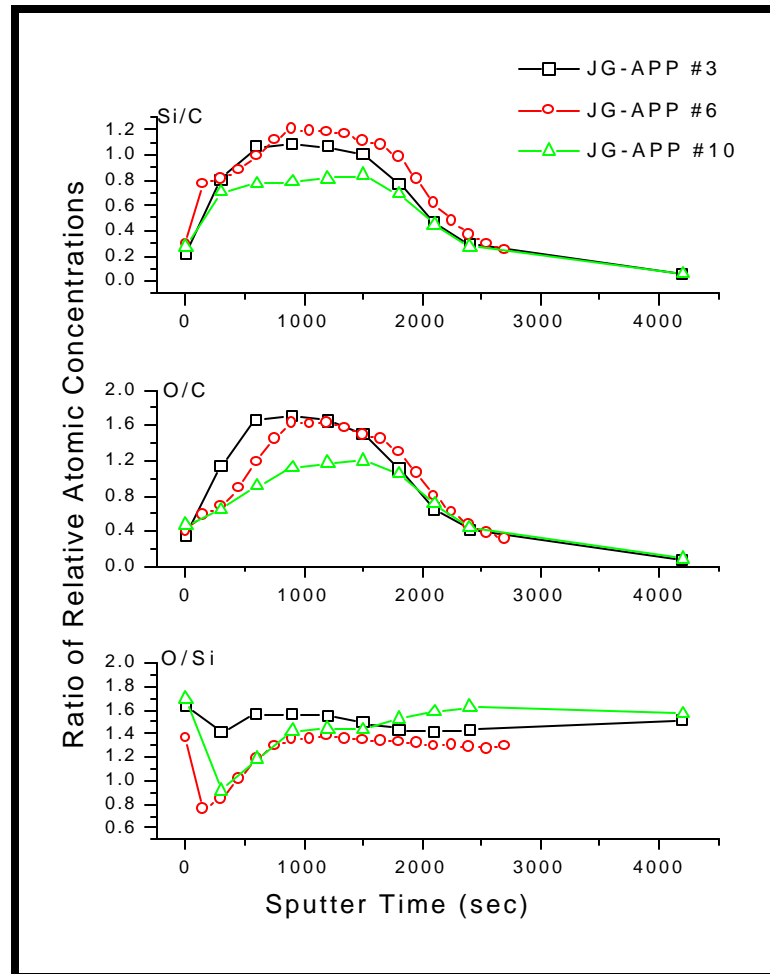 JG-APP #3
JG-APP #6
JG-APP #10
Ratio of Relative Atomic Concentrations
Si/C
1.2
1.0
0.8
0.6
0.4
0.2
0.0
0 1000 2000 3000 4000
O/C
2.0
1.6
1.2
0.8
0.4
0.0
0 1000 2000 3000 4000
O/Si
2.0
1.8
1.6
1.4
1.2
1.0
0.8
0.6
0 1000 2000 3000 4000
Sputter Time (sec)